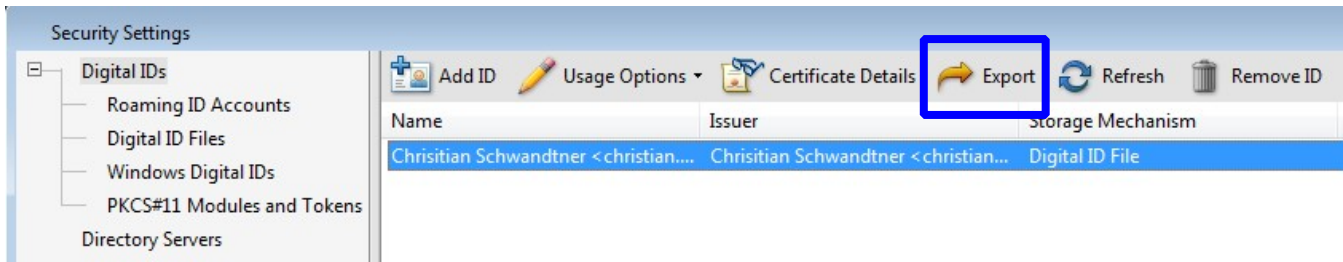 Security Settings
Digital IDs
Roaming ID Accounts
Digital ID Files
Windows Digital IDs
PKCS#11 Modules and Tokens
Directory Servers
Add ID Usage Options Certificate Details Export Refresh Remove ID
Name Issuer Storage Mechanism
Chrisitian Schwandtner <christian.... Chrisitian Schwandtner <christian... Digital ID File